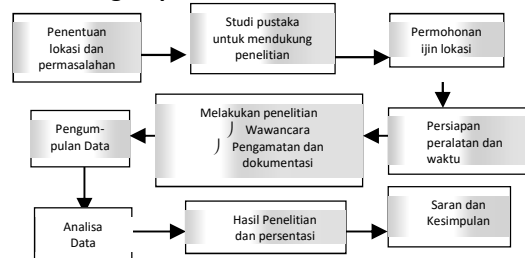 Penentuan
lokasi dan
permasalahan
Studi pustaka
untuk mendukung
penelitian
Permohonan
ijin lokasi
Persiapan
peralatan dan
waktu
Melakukan penelitian
Wawancara
Pengamatan dan
dokumentasi
Pengum-
pulan Data
Analisa
Data
Hasil Penelitian
dan persentasi
Saran dan
Kesimpulan